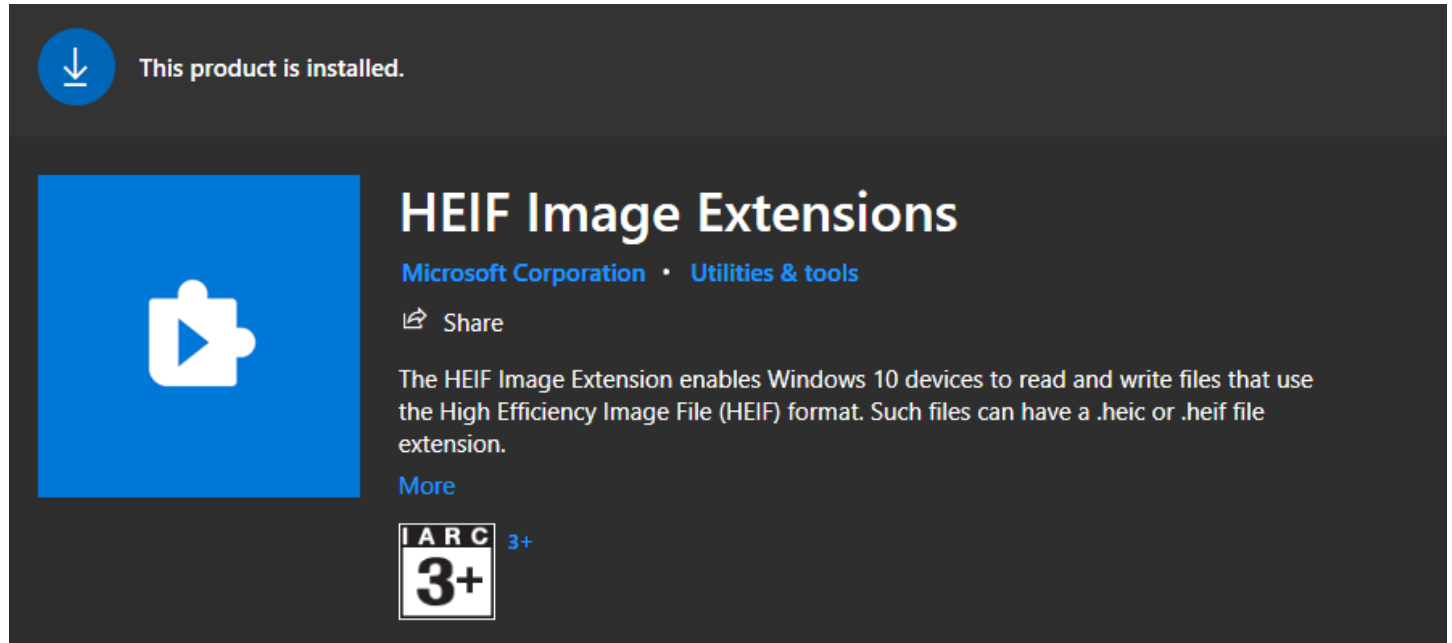 This product is installed.
HEIF Image Extensions
Microsoft Corporation • Utilities & tools
Share
The HEIF Image Extension enables Windows 10 devices to read and write files that use
the High Efficiency Image File (HEIF) format. Such files can have a .heic or .heif file
extension.
More
IARC
3+
3+